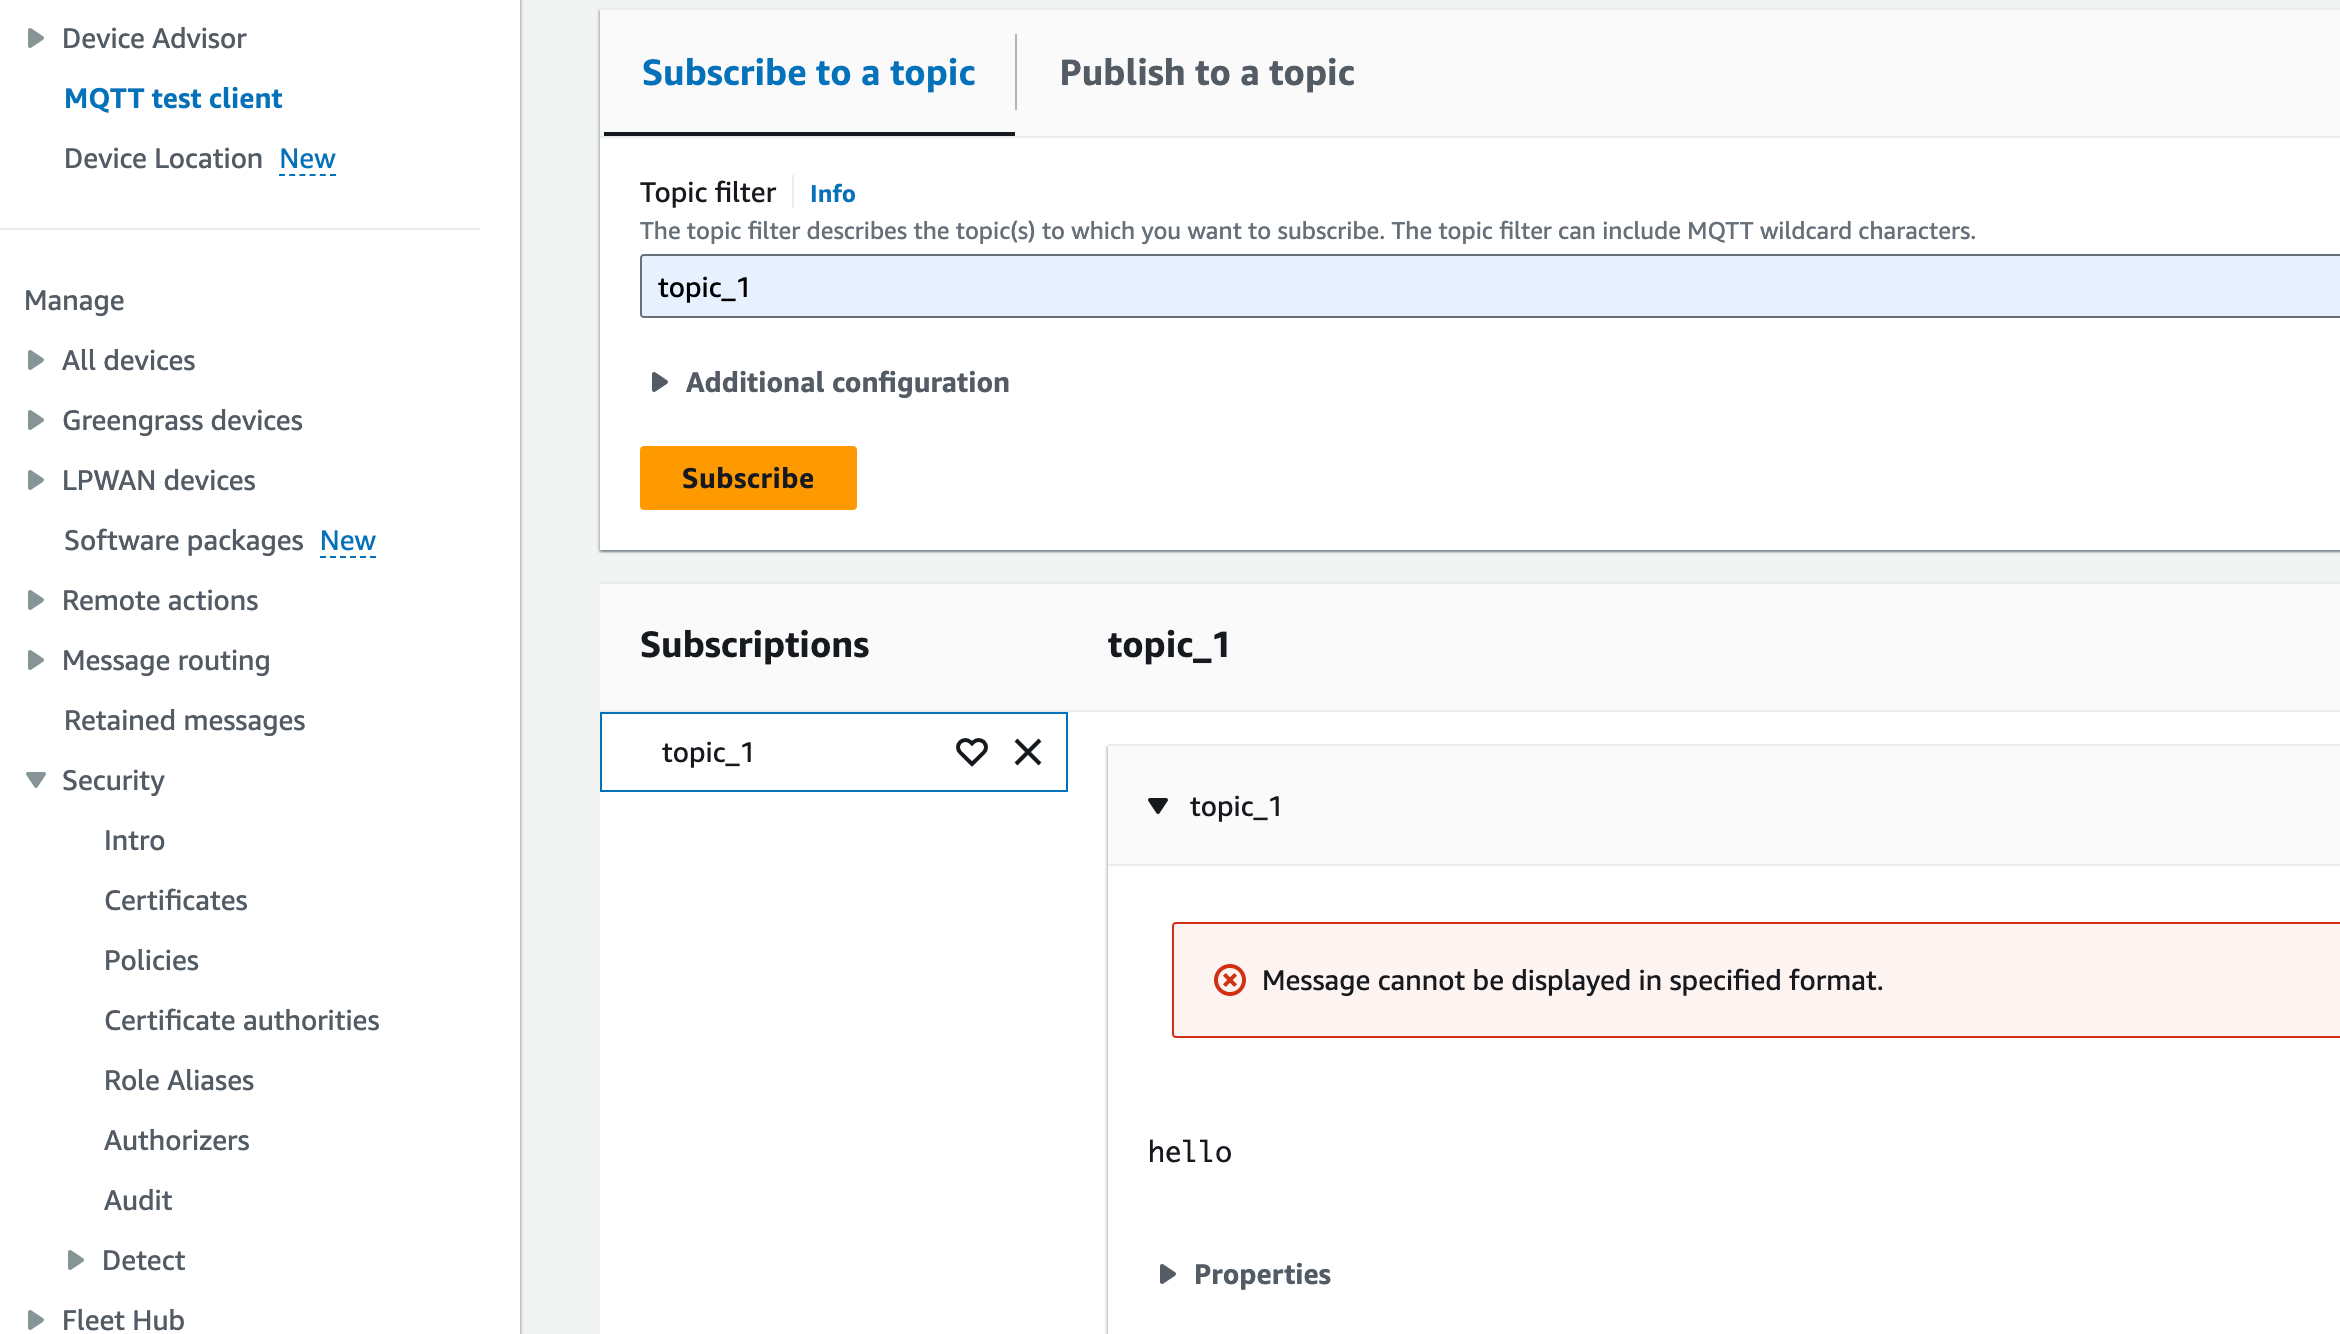 Device Advisor
MQTT test client
Device Location New
Manage
All devices
Greengrass devices
LPWAN devices
Software packages New
Remote actions
Message routing
Retained messages
Security
Intro
Certificates
Policies
Certificate authorities
Role Aliases
Authorizers
Audit
Detect
Fleet Hub
Subscribe to a topic
Publish to a topic
Topic filter Info
The topic filter describes the topic(s) to which you want to subscribe. The topic filter can include MQTT wildcard characters.
topic_1
Additional configuration
Subscribe
Subscriptions
topic_1
topic_1
topic_1
Message cannot be displayed in specified format.
hello
Properties